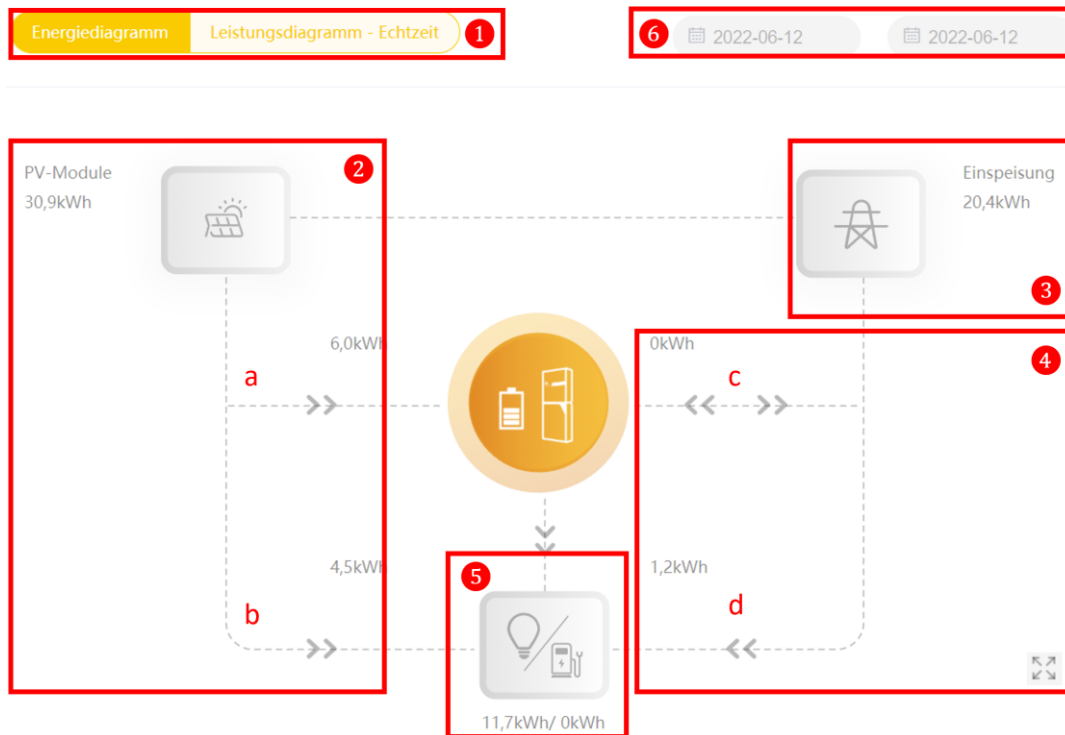 Energiediagramm
Leistungsdiagramm - Echtzeit
1
6
2022-06-12
2022-06-12
PV-Module
30,9kWh
2
Einspeisung
20,4kWh
3
6,0kWh
0kWh
4
a
c
4,5kWh
5
1,2kWh
b
d
11,7kWh/ 0kWh